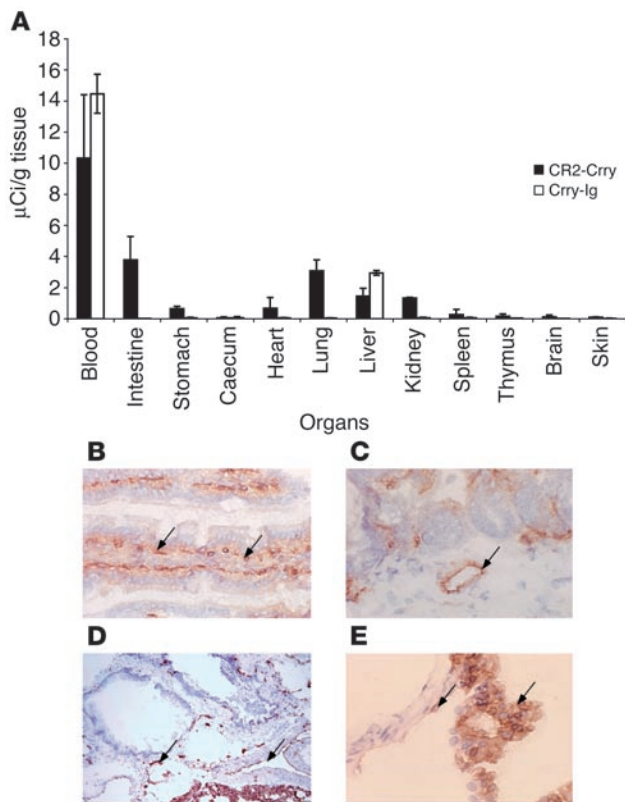 A
18
16
14
12
10
8
6
4
2
0
μCi/g tissue
CR2-Crry
Crry-Ig
Blood
Intestine
Stomach
Caecum
Heart
Lung
Liver
Kidney
Spleen
Thymus
Brain
Skin
Organs
B
C
D
E